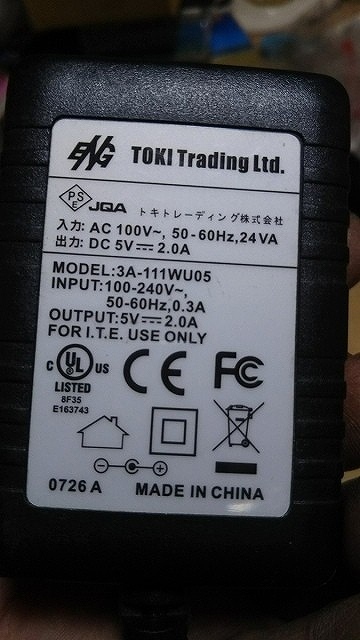 ENG TOKI Trading Ltd.
PSE JQA トキトレーディング株式会社
入力: AC 100V~, 50-60Hz,24VA
出力: DC 5V⎓ 2.0A
MODEL:3A-111WU05
INPUT:100-240V~,
50-60Hz,0.3A
OUTPUT:5V⎓2.0A
FOR I.T.E. USE ONLY
C UL US CE FC
LISTED
8F35
E163743
0726 A MADE IN CHINA